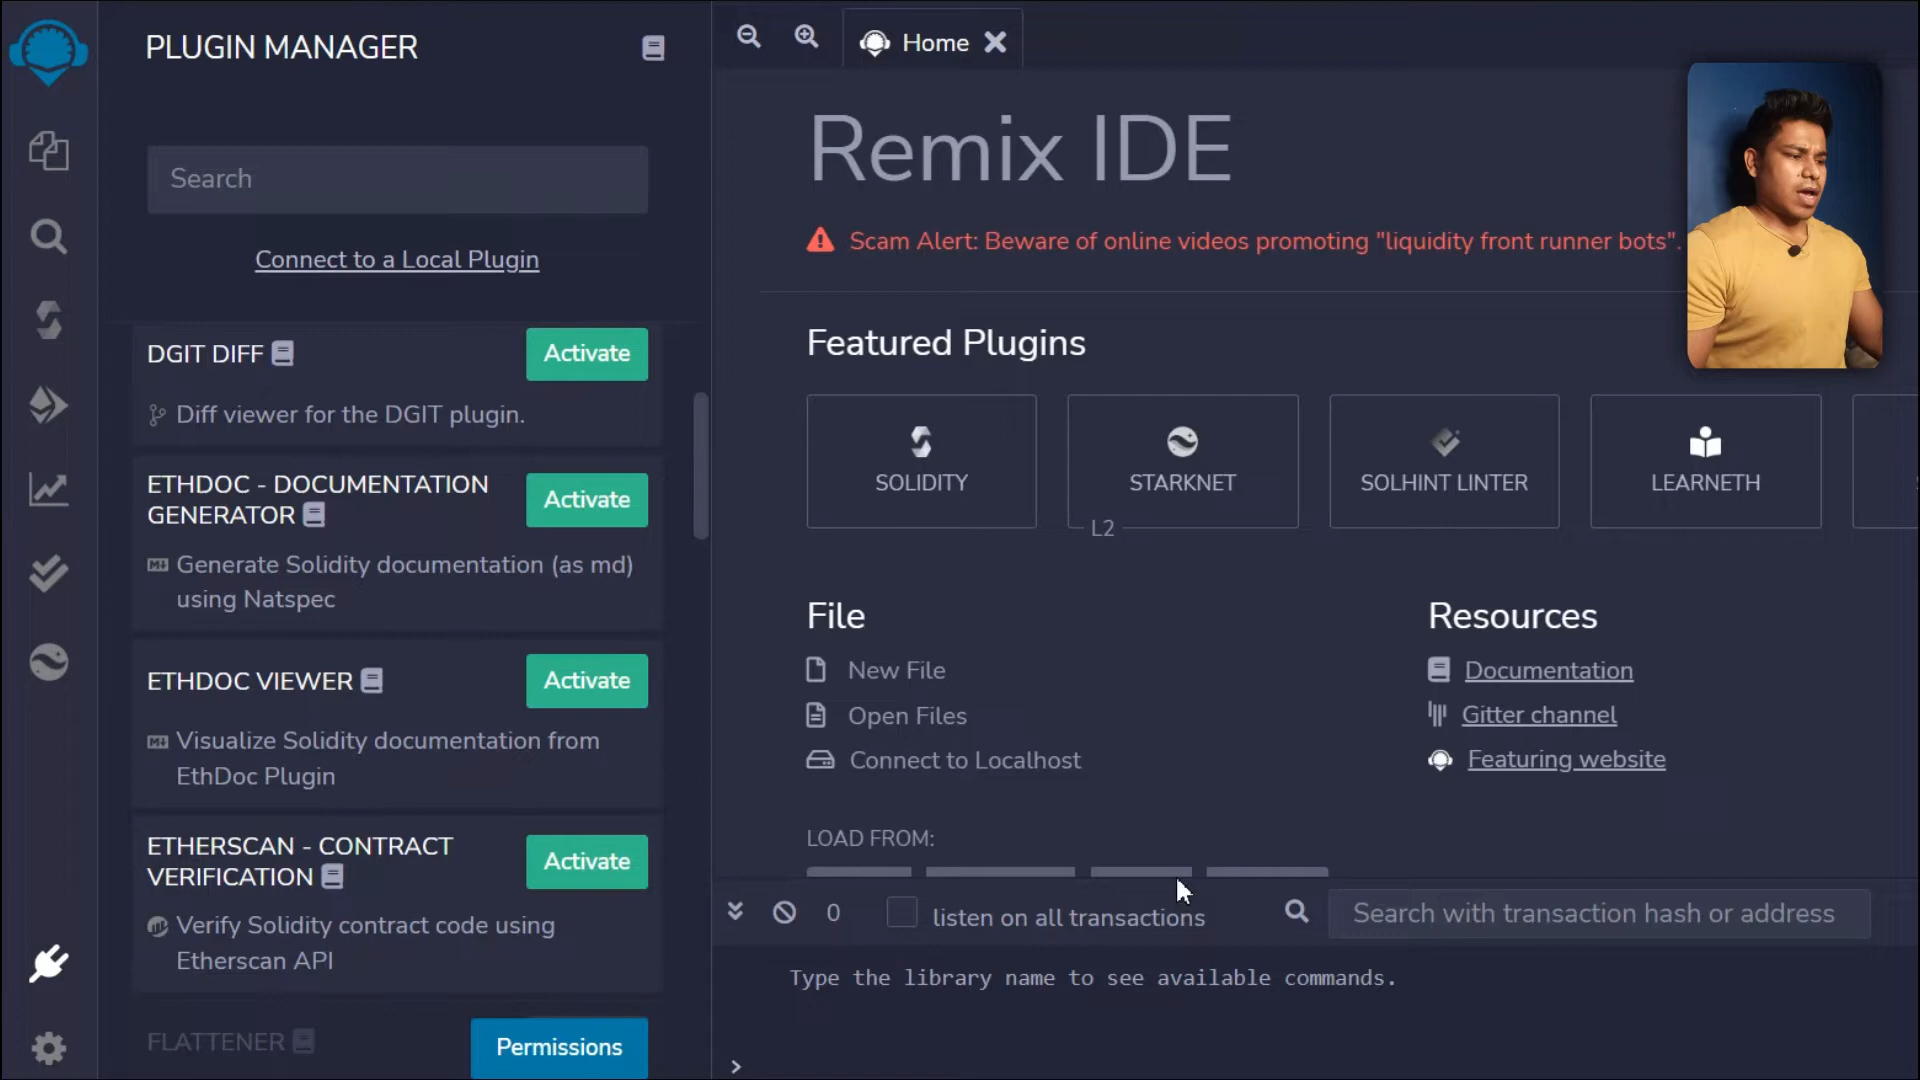 PLUGIN MANAGER
Search
Connect to a Local Plugin
DGIT DIFF
Activate
Diff viewer for the DGIT plugin.
ETHDOC - DOCUMENTATION
GENERATOR
Activate
Generate Solidity documentation (as md)
using Natspec
ETHDOC VIEWER
Activate
Visualize Solidity documentation from
EthDoc Plugin
ETHERSCAN - CONTRACT
VERIFICATION
Activate
Verify Solidity contract code using
Etherscan API
FLATTENER
Permissions
Home
Remix IDE
Scam Alert: Beware of online videos promoting "liquidity front runner bots".
Featured Plugins
SOLIDITY
STARKNET
L2
SOLHINT LINTER
LEARNETH
File
New File
Open Files
Connect to Localhost
LOAD FROM:
Resources
Documentation
Gitter channel
Featuring website
0
listen on all transactions
Search with transaction hash or address
Type the library name to see available commands.
>